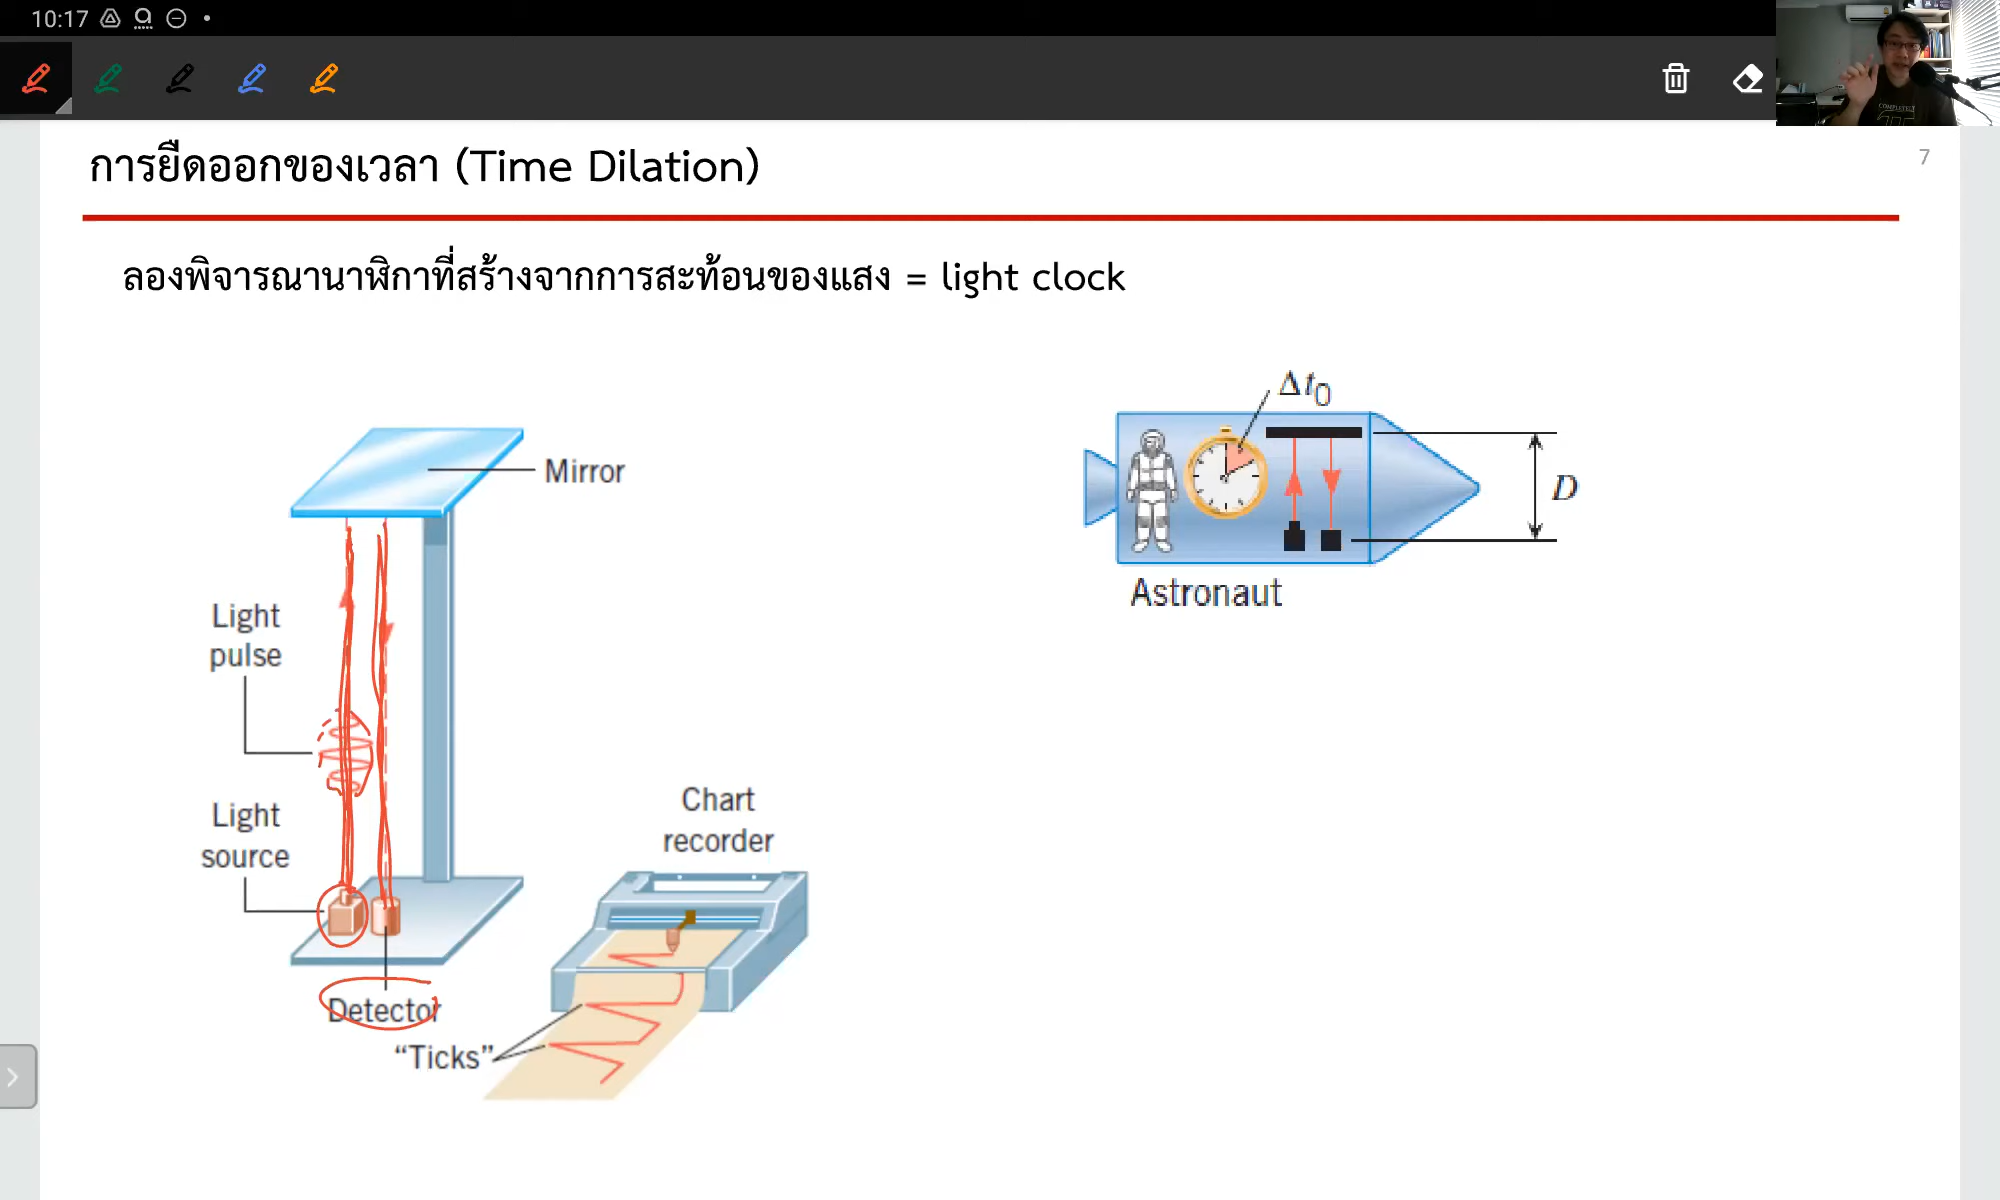 10:17
การยืดออกของเวลา (Time Dilation)
7
ลองพิจารณานาฬิกาที่สร้างจากการสะท้อนของแสง = light clock
Δt0
Mirror
D
Astronaut
Light
pulse
Light
source
Chart
recorder
Detector
“Ticks”
COMPLETELY